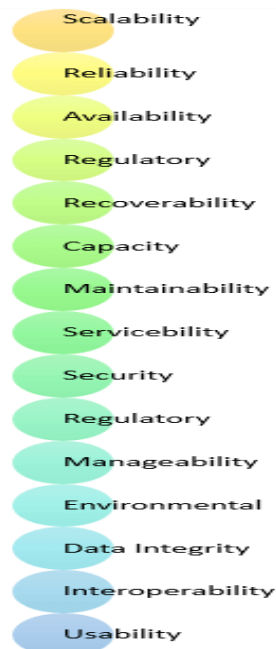 Scalability
Reliability
Availability
Regulatory
Recoverability
Capacity
Maintainability
Servicebility
Security
Regulatory
Manageability
Environmental
Data Integrity
Interoperability
Usability